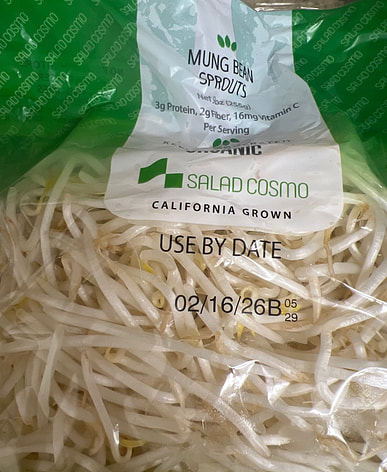 MUNG BEAN
SPROUTS
3g Protein, 2g Fiber, 16mg Vitamin C
Per Serving
ORGANIC
SALAD COSMO
CALIFORNIA GROWN
USE BY DATE
02/16/26B 05
29